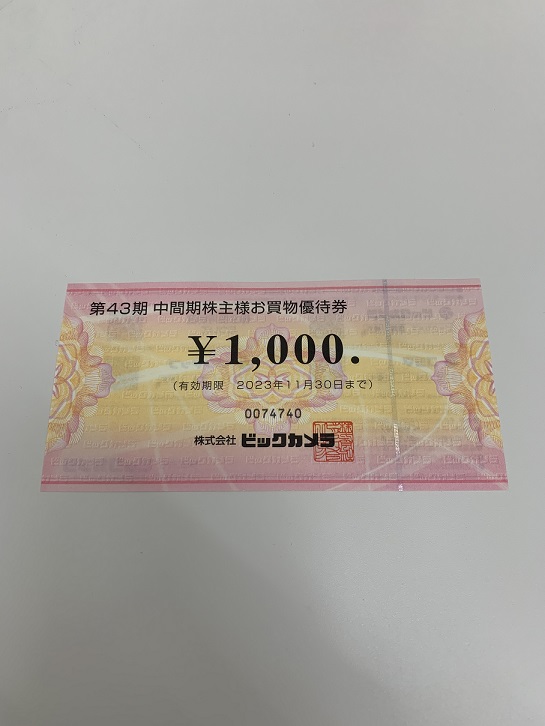 第43期 中間期株主様お買物優待券
¥1,000.
(有効期限 2023年11月30日まで)
0074740
株式会社 ビックカメラ